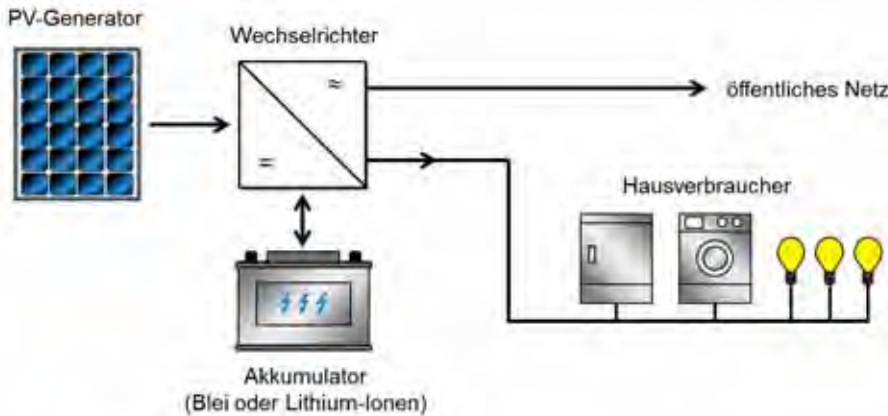 PV-Generator
Wechselrichter
≈
=
öffentliches Netz
Hausverbraucher
Akkumulator
(Blei oder Lithium-Ionen)